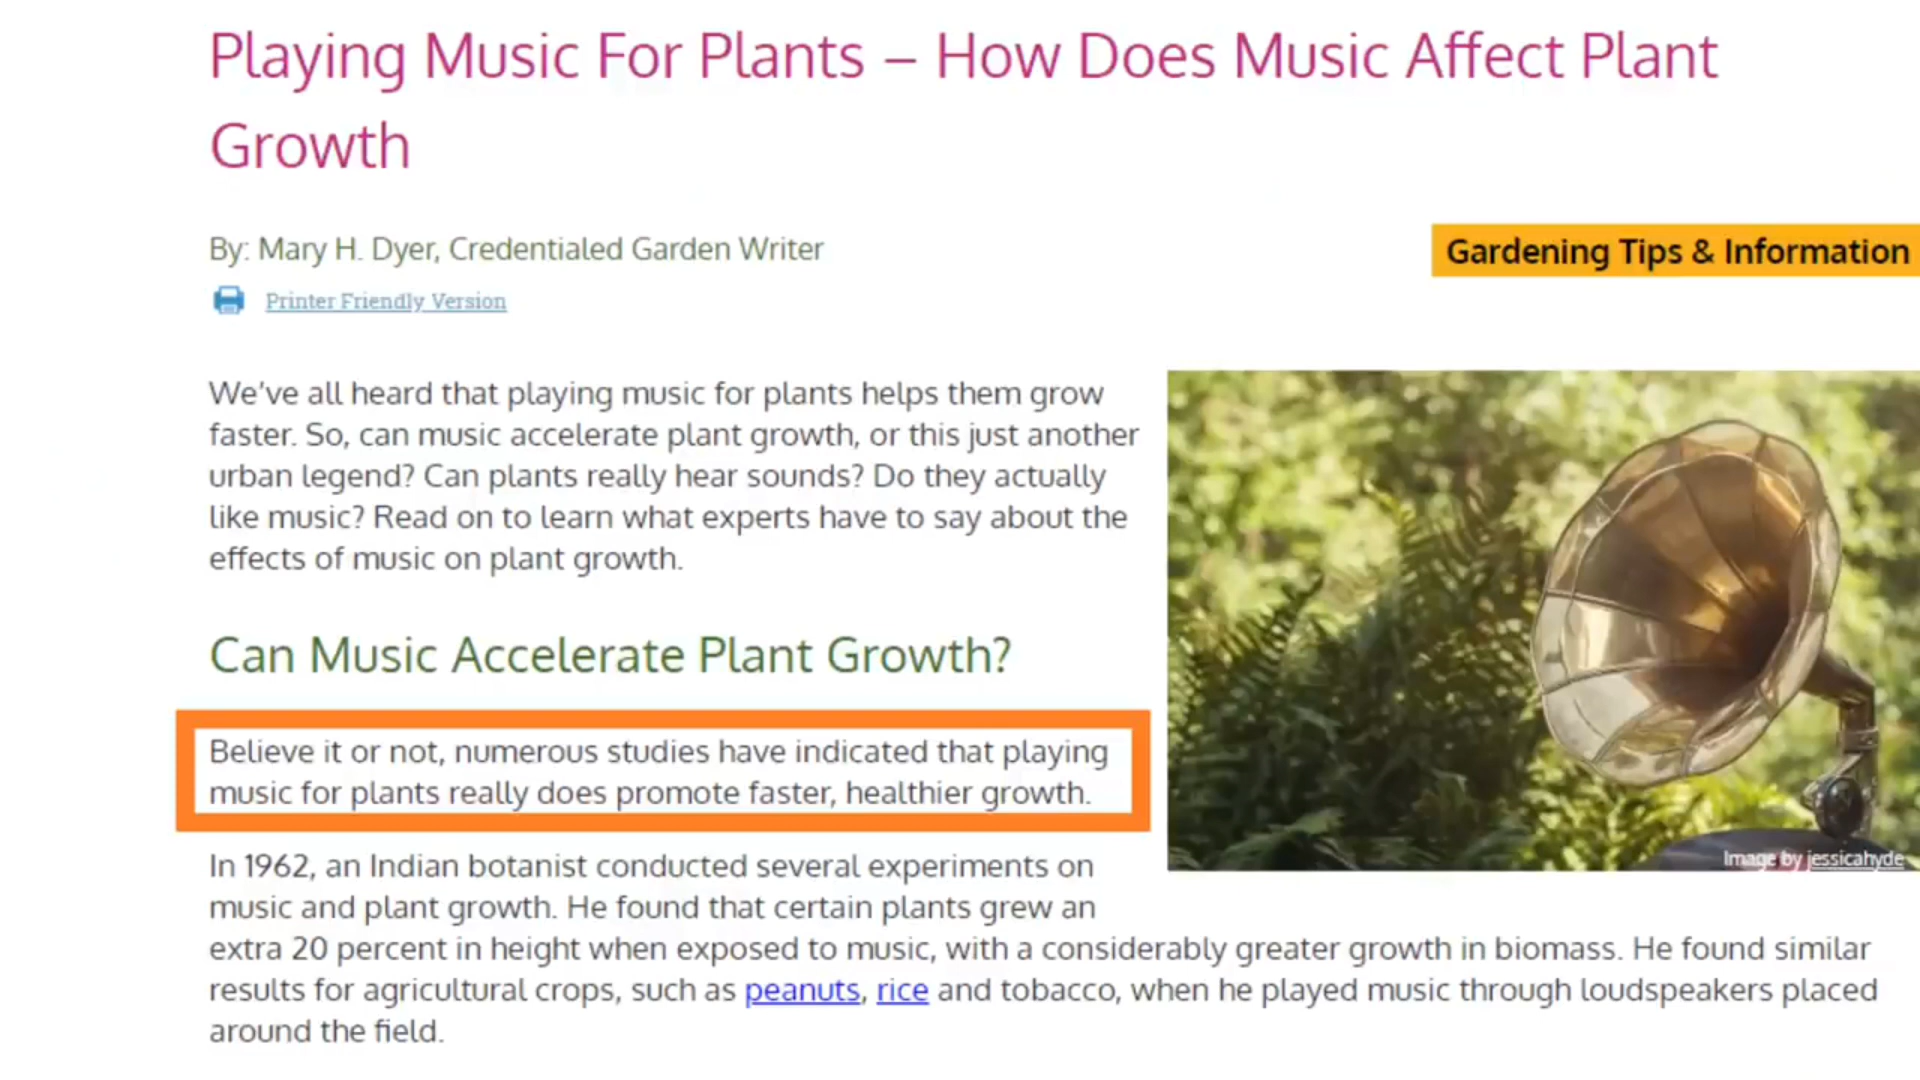 Playing Music For Plants – How Does Music Affect Plant
Growth
By: Mary H. Dyer, Credentialed Garden Writer
Gardening Tips & Information
Printer Friendly Version
We've all heard that playing music for plants helps them grow
faster. So, can music accelerate plant growth, or this just another
urban legend? Can plants really hear sounds? Do they actually
like music? Read on to learn what experts have to say about the
effects of music on plant growth.
Can Music Accelerate Plant Growth?
Believe it or not, numerous studies have indicated that playing
music for plants really does promote faster, healthier growth.
Image by jessicahyde
In 1962, an Indian botanist conducted several experiments on
music and plant growth. He found that certain plants grew an
extra 20 percent in height when exposed to music, with a considerably greater growth in biomass. He found similar
results for agricultural crops, such as peanuts, rice and tobacco, when he played music through loudspeakers placed
around the field.